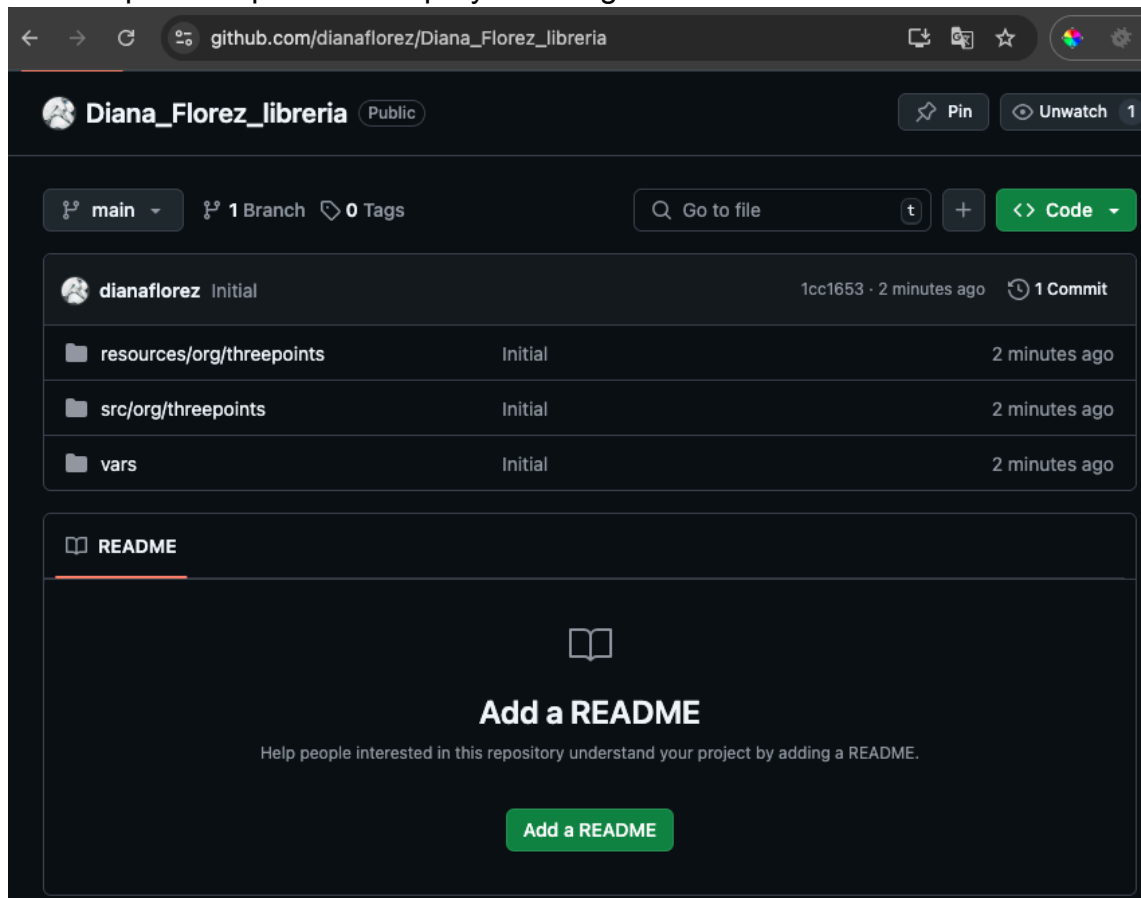 github.com/dianaflorez/Diana_Florez_libreria
Diana_Florez_libreria Public Pin Unwatch 1
main 1 Branch 0 Tags Go to file t + <> Code
dianaflorez Initial 1cc1653 · 2 minutes ago 1 Commit
resources/org/threepoints Initial 2 minutes ago
src/org/threepoints Initial 2 minutes ago
vars Initial 2 minutes ago
README
Add a README
Help people interested in this repository understand your project by adding a README.
Add a README